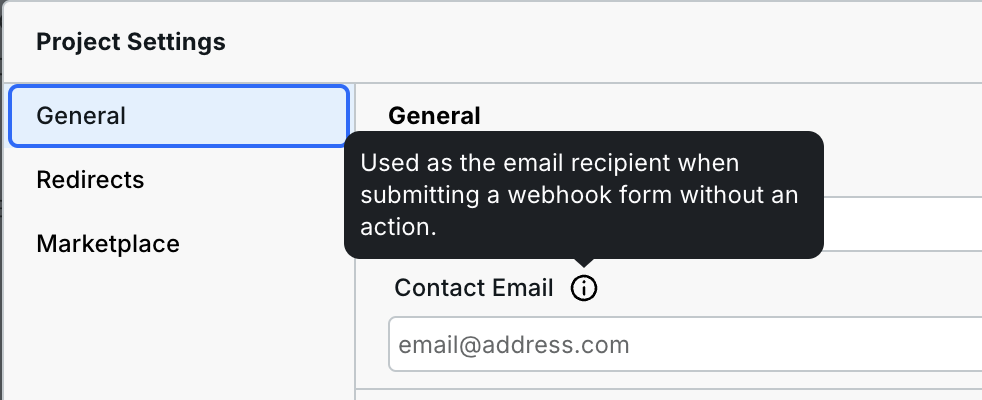 Project Settings
General
Redirects
Marketplace
General
Used as the email recipient when
submitting a webhook form without an
action.
Contact Email
email@address.com